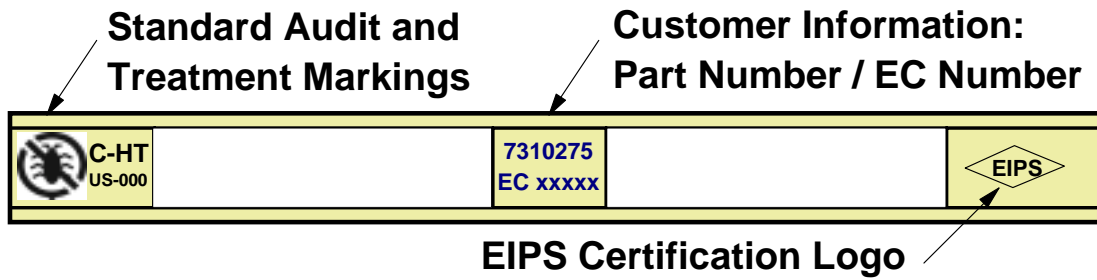 Standard Audit and
Treatment Markings
Customer Information:
Part Number / EC Number
C-HT
US-000
7310275
EC xxxxx
EIPS
EIPS Certification Logo